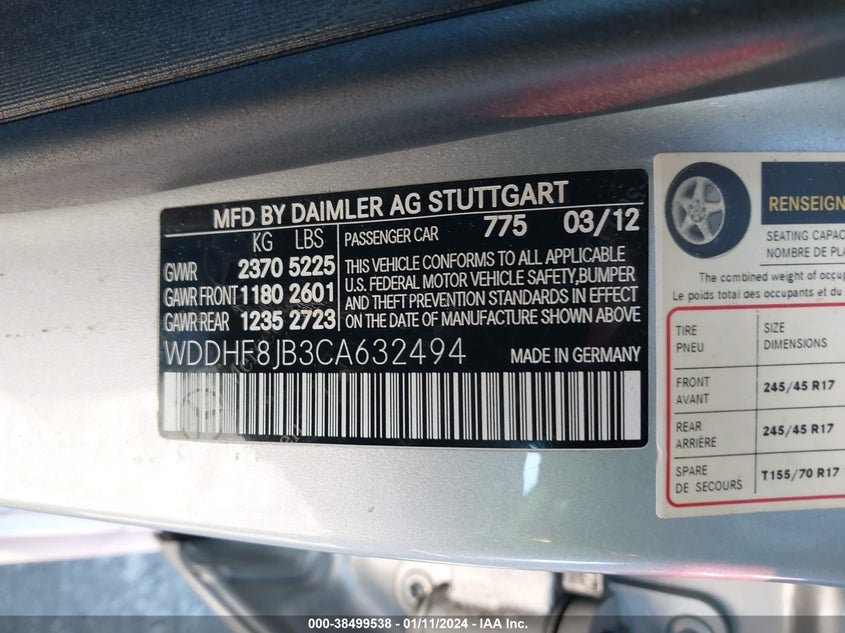 MFD BY DAIMLER AG STUTTGART
KG LBS
GVWR 2370 5225
GAWR FRONT 1180 2601
GAWR REAR 1235 2723
PASSENGER CAR 775 03/12
THIS VEHICLE CONFORMS TO ALL APPLICABLE
U.S. FEDERAL MOTOR VEHICLE SAFETY,BUMPER
AND THEFT PREVENTION STANDARDS IN EFFECT
ON THE DATE OF MANUFACTURE SHOWN ABOVE
WDDHF8JB3CA632494 MADE IN GERMANY
RENSEIGN
SEATING CAPAC
NOMBRE DE PLA
The combined weight of occup
Le poids total des occupants et du
TIRE SIZE
PNEU DIMENSIONS
FRONT
AVANT 245/45 R17
REAR
ARRIÈRE 245/45 R17
SPARE
DE SECOURS T155/70 R17
000-38499538 - 01/11/2024 - IAAI.com